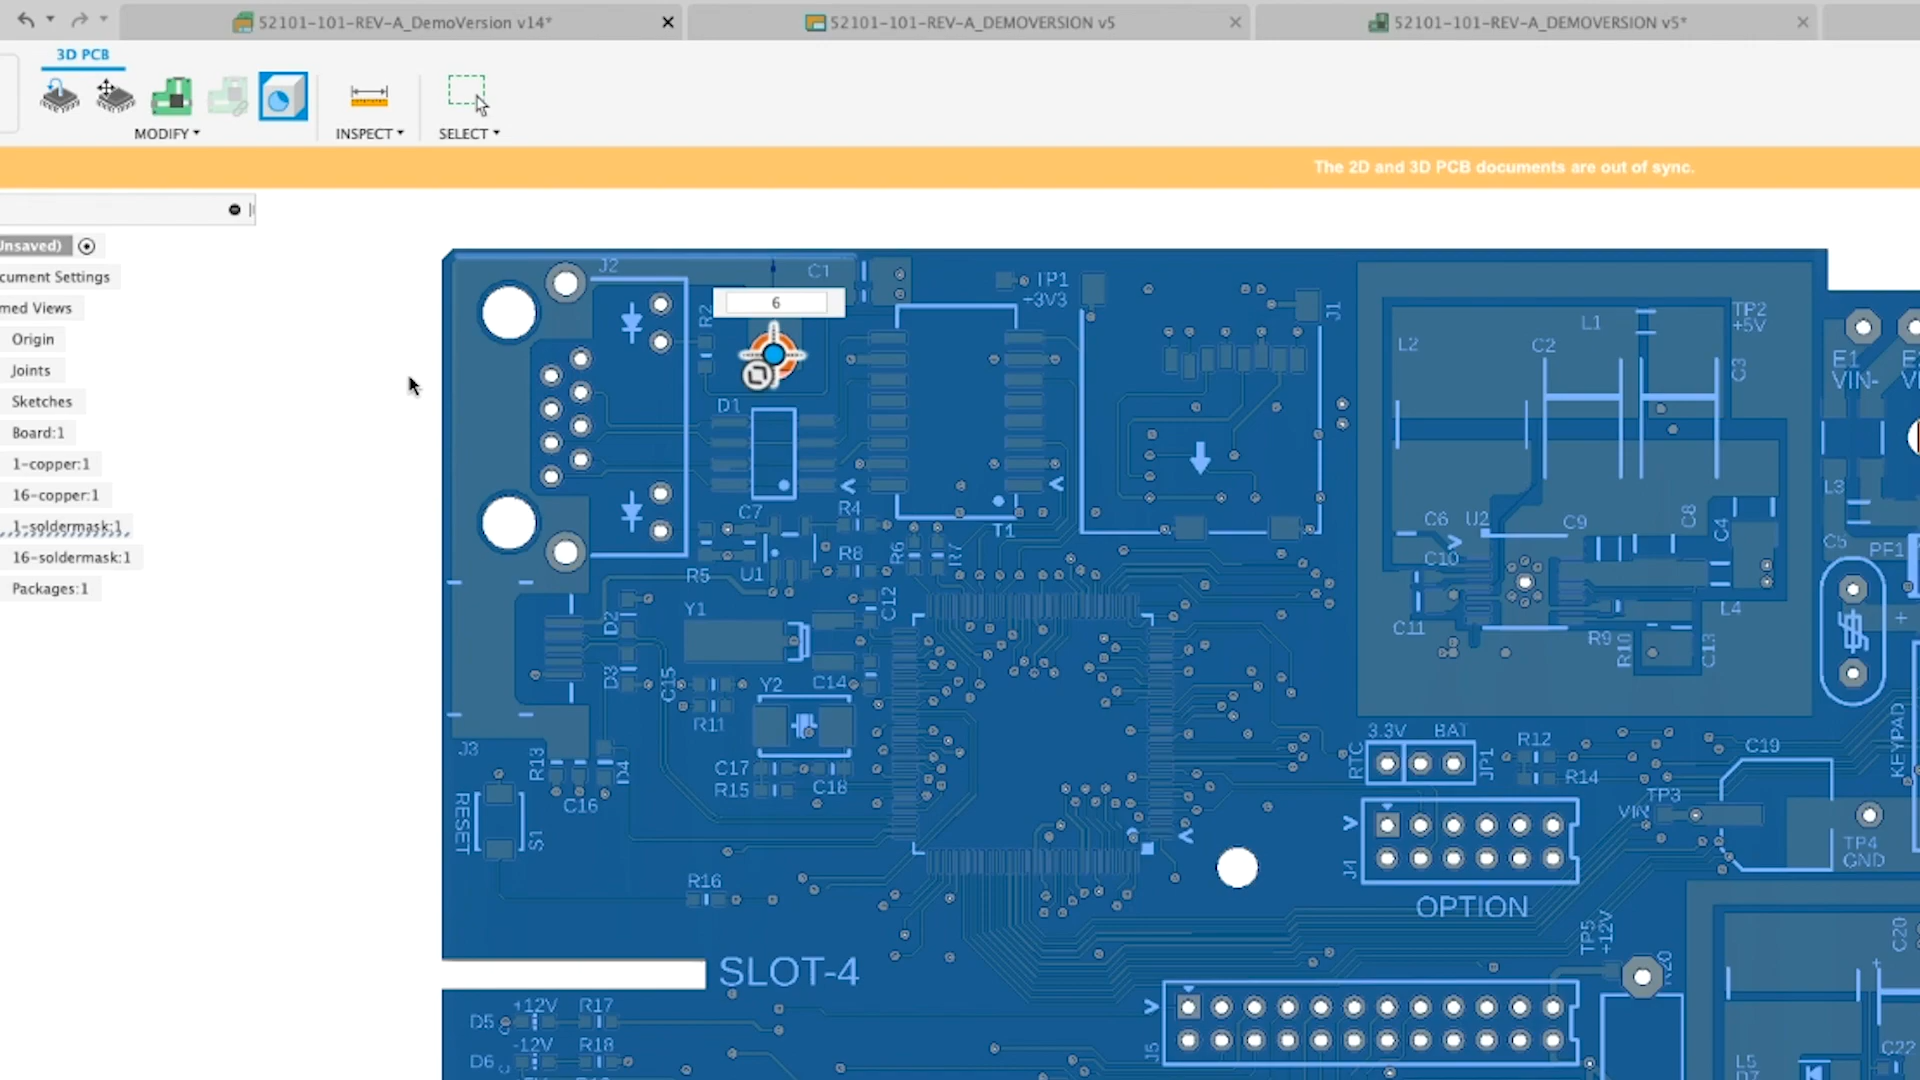 52101-101-REV-A_DemoVersion v14*
52101-101-REV-A_DEMOVERSION v5
52101-101-REV-A_DEMOVERSION v5*
3D PCB
MODIFY
INSPECT
SELECT
The 2D and 3D PCB documents are out of sync.
Unsaved)
cument Settings
med Views
Origin
Joints
Sketches
Board:1
1-copper:1
16-copper:1
1-soldermask:1
16-soldermask:1
Packages:1
J2
C1
TP1
+3V3
J1
6
R2
L1
TP2
+5V
L2
C2
C3
E1
VIN-
D1
L3
C7
R4
T1
C6
U2
C9
C8
C4
C5
PF1
R8
R6
R7
C10
R5
U1
C12
Y1
D2
C11
L4
R9
R10
C13
D3
C15
Y2
C14
R11
J3
3.3V
BAT
RTC
JP1
R12
R14
C19
KEYPAD
R13
D4
C17
R15
C18
C16
RESET
S1
TP3
VIN
TP4
GND
J4
R16
OPTION
TP5
+12V
C20
R20
SLOT-4
+12V
D5
R17
-12V
D6
R18
J5
C22
L5
D7